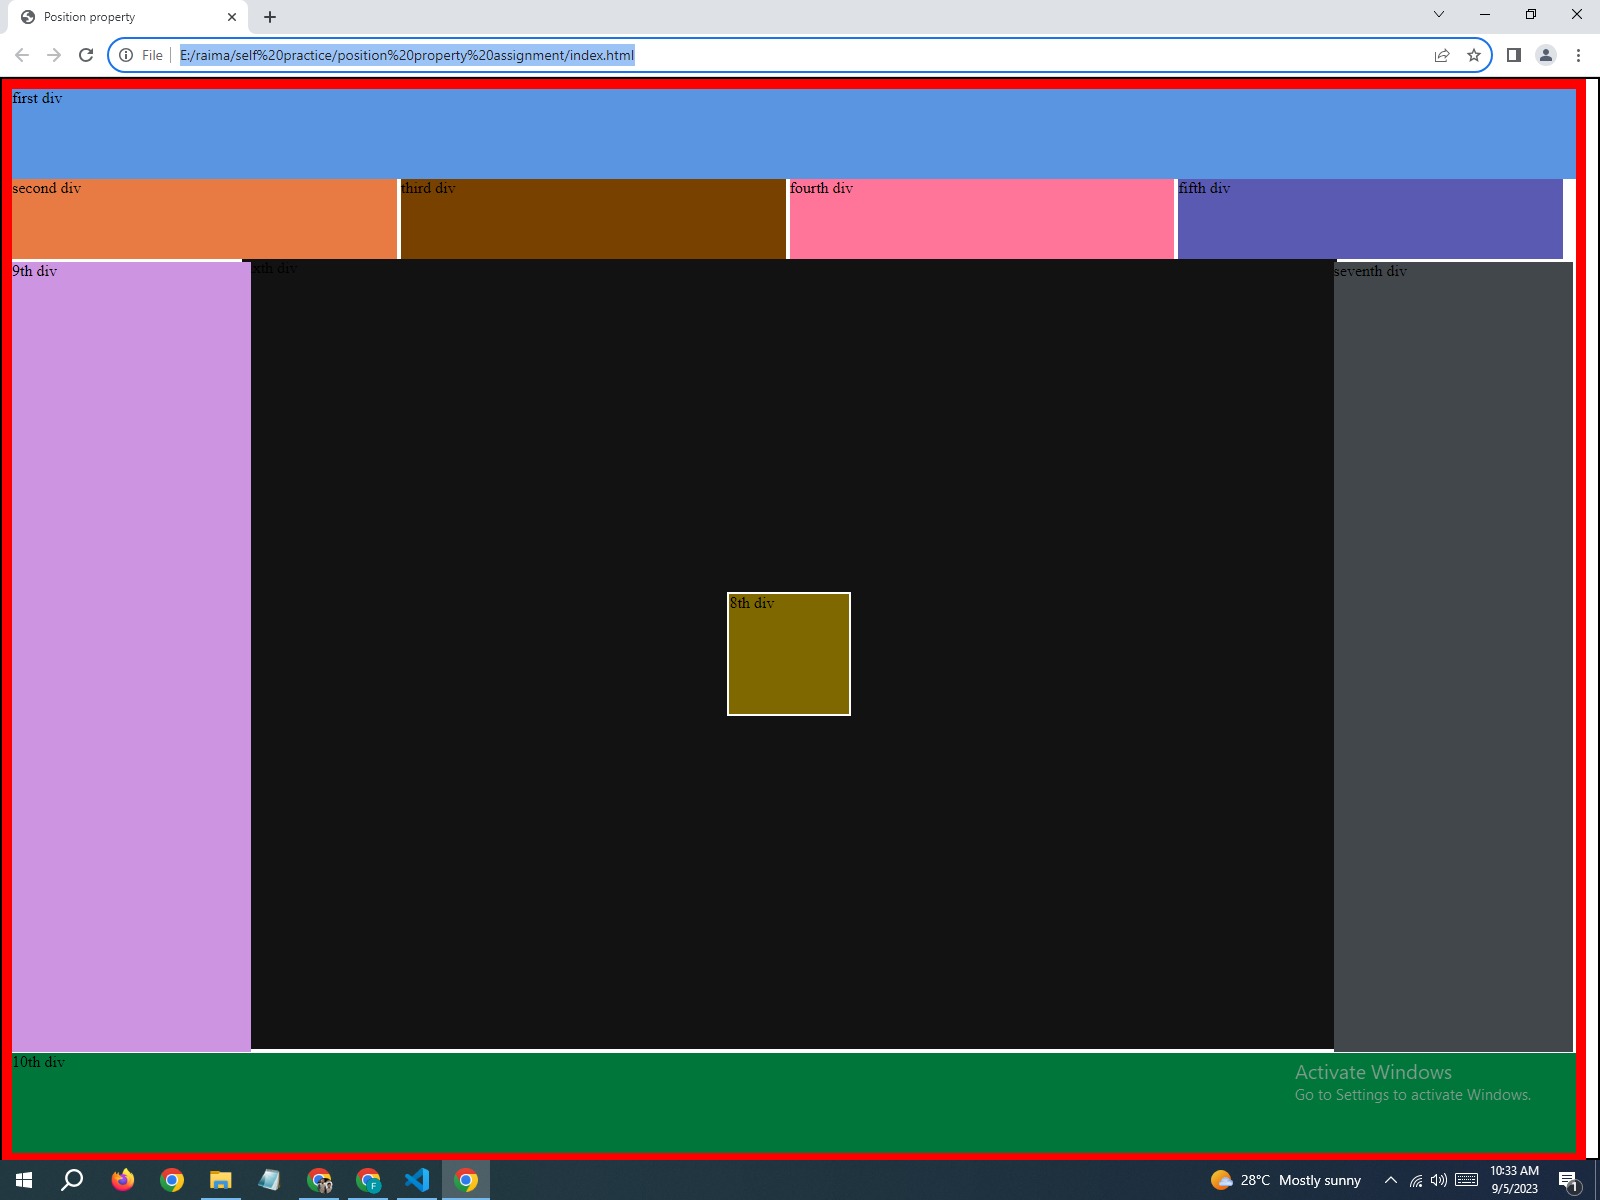 Position property
File
E:/raima/self%20practice/position%20property%20assignment/index.html
first div
second div
third div
fourth div
fifth div
9th div
xth div
seventh div
8th div
10th div
Activate Windows
Go to Settings to activate Windows.
28°C Mostly sunny
10:33 AM
9/5/2023
1